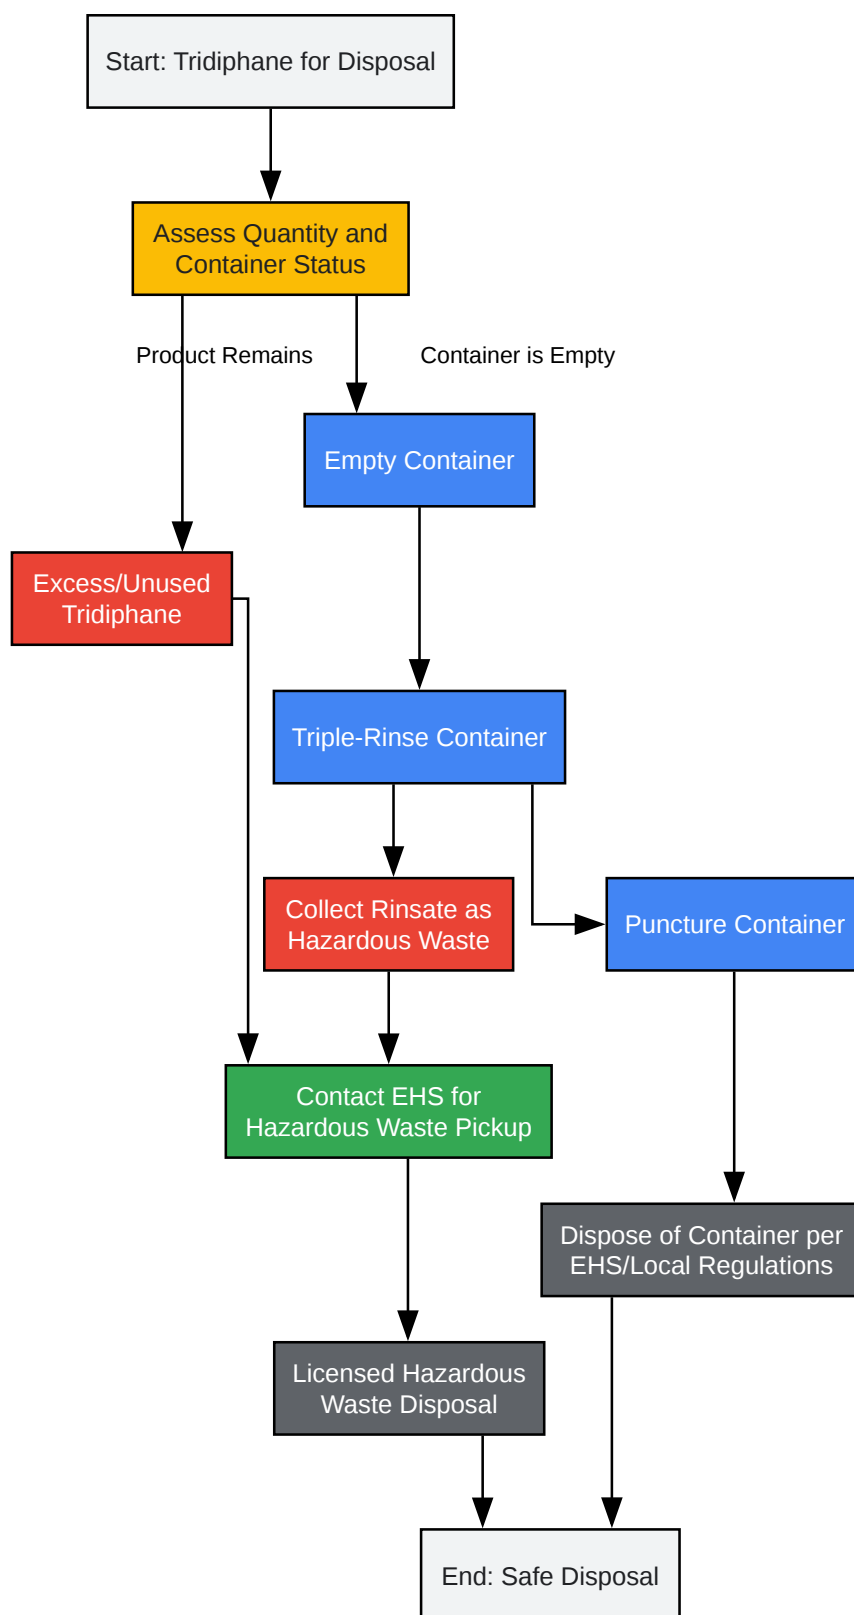 Start: Tridiphane for Disposal
Assess Quantity and
Container Status
Product Remains
Container is Empty
Empty Container
Excess/Unused
Tridiphane
Triple-Rinse Container
Collect Rinsate as
Hazardous Waste
Puncture Container
Contact EHS for
Hazardous Waste Pickup
Dispose of Container per
EHS/Local Regulations
Licensed Hazardous
Waste Disposal
End: Safe Disposal